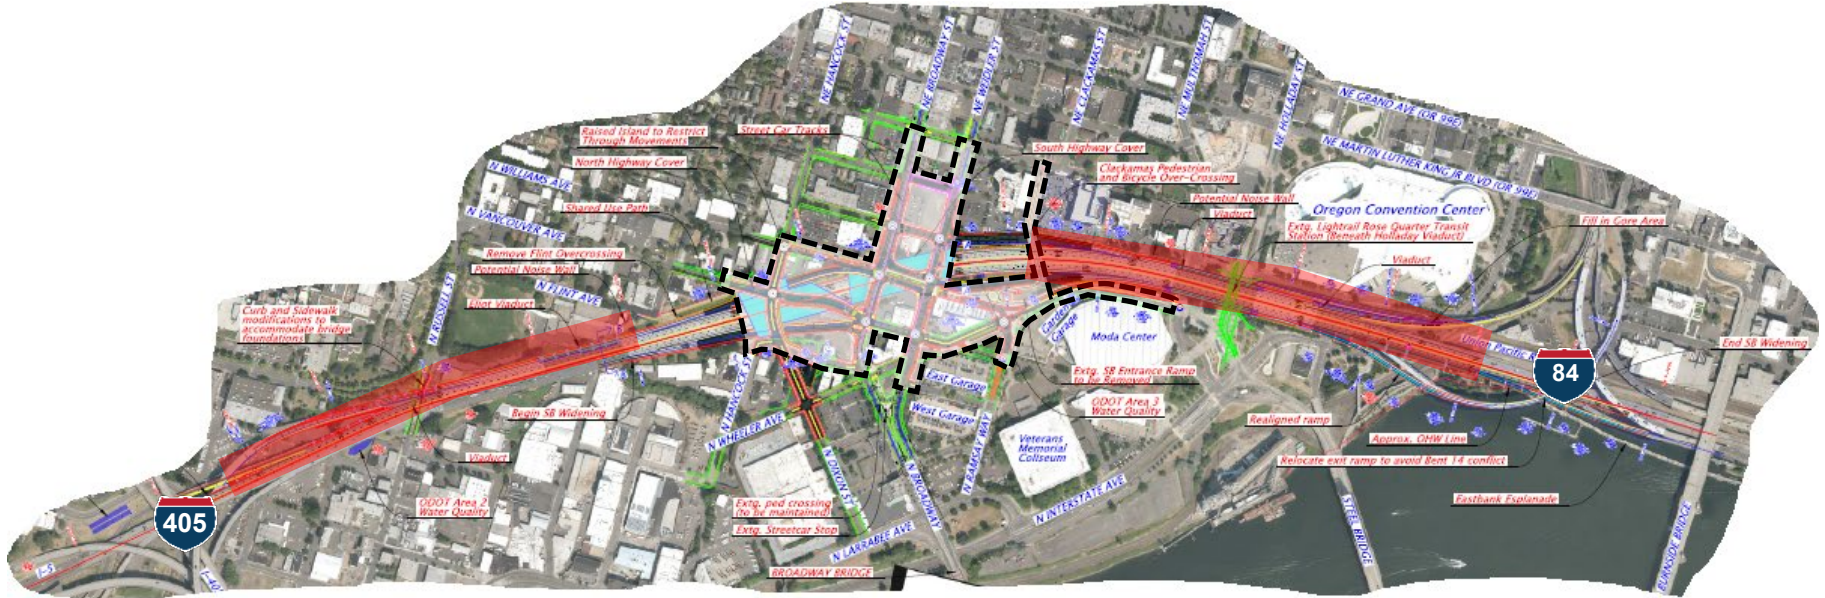 NE HANCOCK ST
NE BROADWAY ST
NE WEIDLER ST
NE CLACKAMAS ST
NE MULTNOMAH ST
NE HOLLADAY ST
NE GRAND AVE (OR 99E)
NE MARTIN LUTHER KING JR BLVD (OR 99E)
Raised Island to Restrict
Through Movements
Street Car Tracks
North Highway Cover
South Highway Cover
Clackamas Pedestrian
and Bicycle Over-Crossing
N WILLIAMS AVE
Potential Noise Wall
Viaduct
Shared Use Path
N VANCOUVER AVE
Oregon Convention Center
Fill in Gore Area
Extg. Lightrail Rose Quarter Transit
Station (Beneath Holladay Viaduct)
Remove Flint Overcrossing
Potential Noise Wall
Viaduct
N FLINT AVE
Flint Viaduct
N RUSSELL ST
Curb and Sidewalk
modifications to
accommodate bridge
foundations
Garden
Garage
Moda Center
Union Pacific
End SB Widening
84
Extg. SB Entrance Ramp
to be Removed
East Garage
N HANCOCK ST
ODOT Area 3
Water Quality
Begin SB Widening
West Garage
Realigned ramp
N WHEELER AVE
N RAMSAY WAY
Veterans
Memorial
Coliseum
Approx. OHW Line
Viaduct
Relocate exit ramp to avoid Bent 14 conflict
N DIXON ST
N BROADWAY
ODOT Area 2
Water Quality
Extg. ped crossing
(to be maintained)
Extg. Streetcar Stop
N INTERSTATE AVE
Eastbank Esplanade
405
N LARRABEE AVE
STEEL BRIDGE
BURNSIDE BRIDGE
BROADWAY BRIDGE
I-5